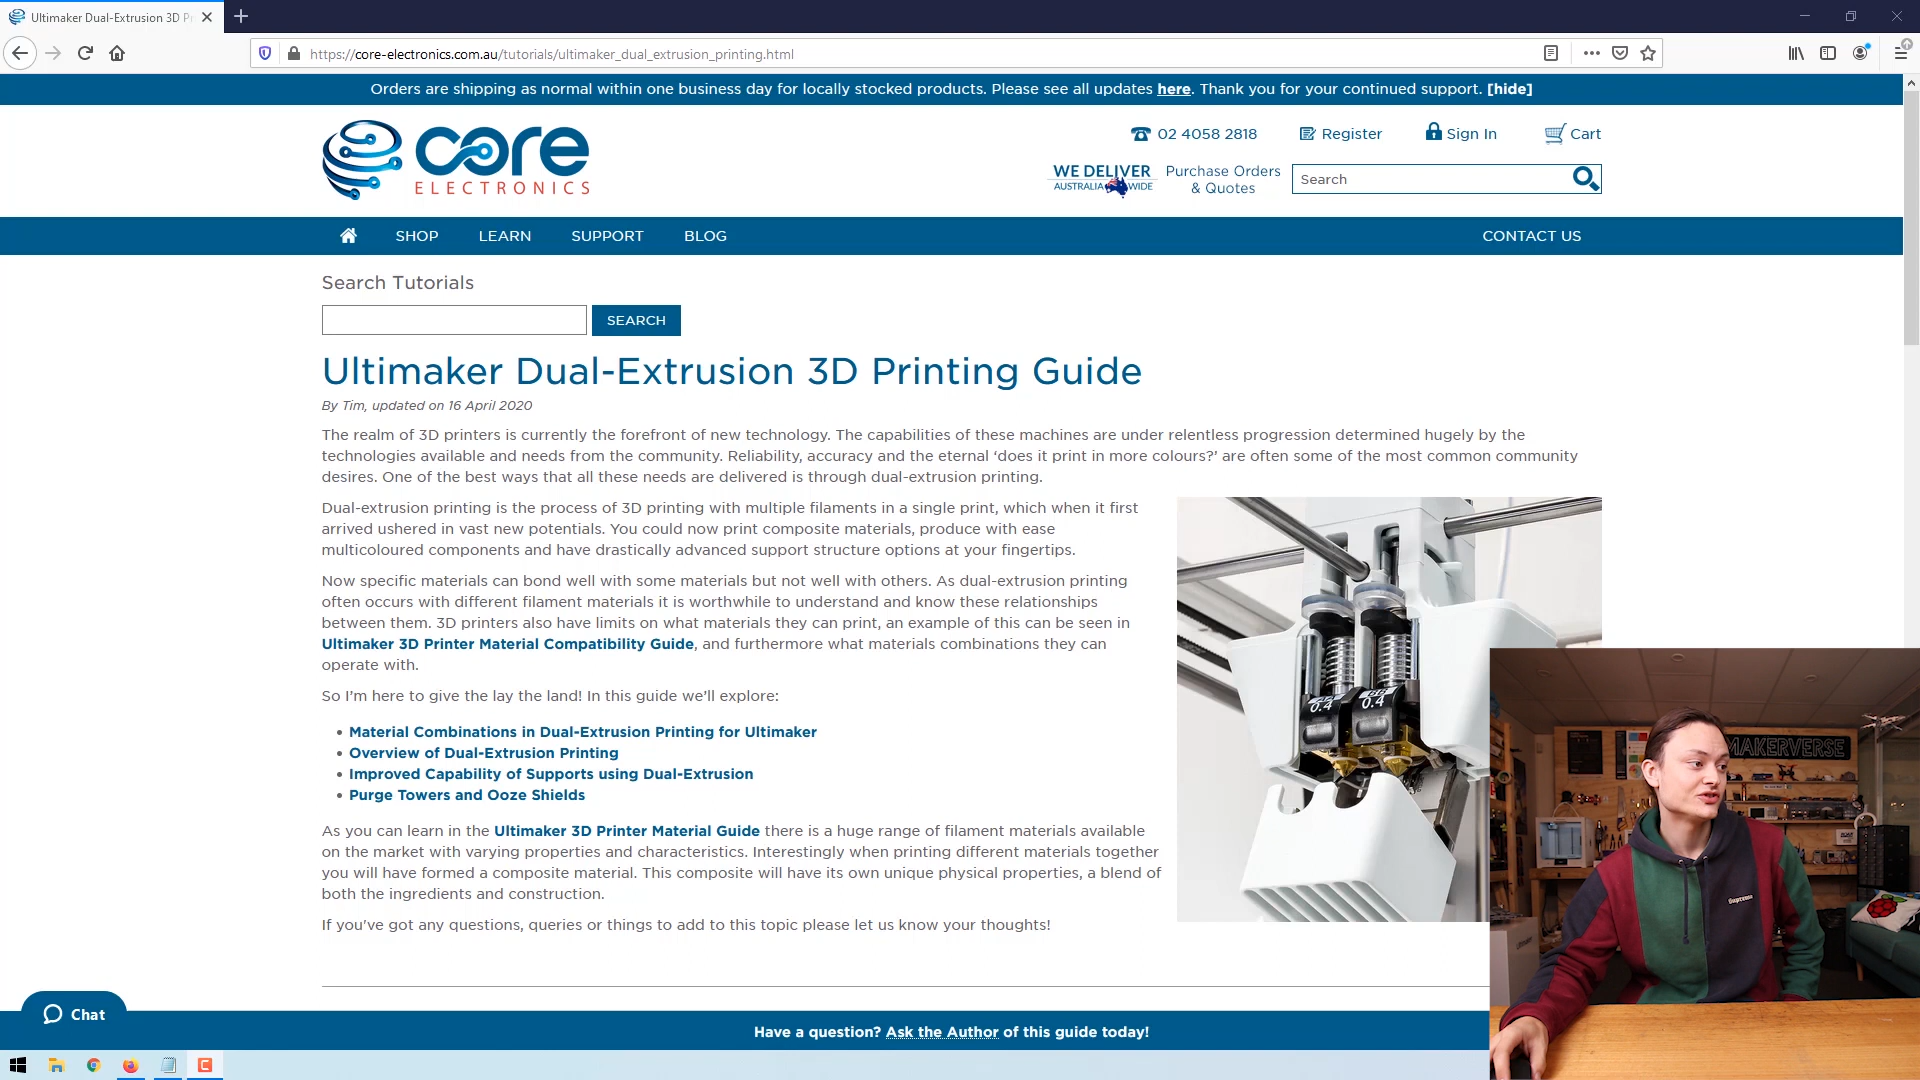 Ultimaker Dual-Extrusion 3D Pr
https://core-electronics.com.au/tutorials/ultimaker_dual_extrusion_printing.html
Orders are shipping as normal within one business day for locally stocked products. Please see all updates here. Thank you for your continued support. [hide]
core
ELECTRONICS
02 4058 2818
Register
Sign In
Cart
WE DELIVER
AUSTRALIA WIDE
Purchase Orders
& Quotes
Search
SHOP
LEARN
SUPPORT
BLOG
CONTACT US
Search Tutorials
SEARCH
Ultimaker Dual-Extrusion 3D Printing Guide
By Tim, updated on 16 April 2020
The realm of 3D printers is currently the forefront of new technology. The capabilities of these machines are under relentless progression determined hugely by the
technologies available and needs from the community. Reliability, accuracy and the eternal ‘does it print in more colours?’ are often some of the most common community
desires. One of the best ways that all these needs are delivered is through dual-extrusion printing.
Dual-extrusion printing is the process of 3D printing with multiple filaments in a single print, which when it first
arrived ushered in vast new potentials. You could now print composite materials, produce with ease
multicoloured components and have drastically advanced support structure options at your fingertips.
Now specific materials can bond well with some materials but not well with others. As dual-extrusion printing
often occurs with different filament materials it is worthwhile to understand and know these relationships
between them. 3D printers also have limits on what materials they can print, an example of this can be seen in
Ultimaker 3D Printer Material Compatibility Guide, and furthermore what materials combinations they can
operate with.
So I’m here to give the lay the land! In this guide we’ll explore:
• Material Combinations in Dual-Extrusion Printing for Ultimaker
• Overview of Dual-Extrusion Printing
• Improved Capability of Supports using Dual-Extrusion
• Purge Towers and Ooze Shields
As you can learn in the Ultimaker 3D Printer Material Guide there is a huge range of filament materials available
on the market with varying properties and characteristics. Interestingly when printing different materials together
you will have formed a composite material. This composite will have its own unique physical properties, a blend of
both the ingredients and construction.
If you've got any questions, queries or things to add to this topic please let us know your thoughts!
0.4
0.4
MAKERVERSE
Supreme
Chat
Have a question? Ask the Author of this guide today!